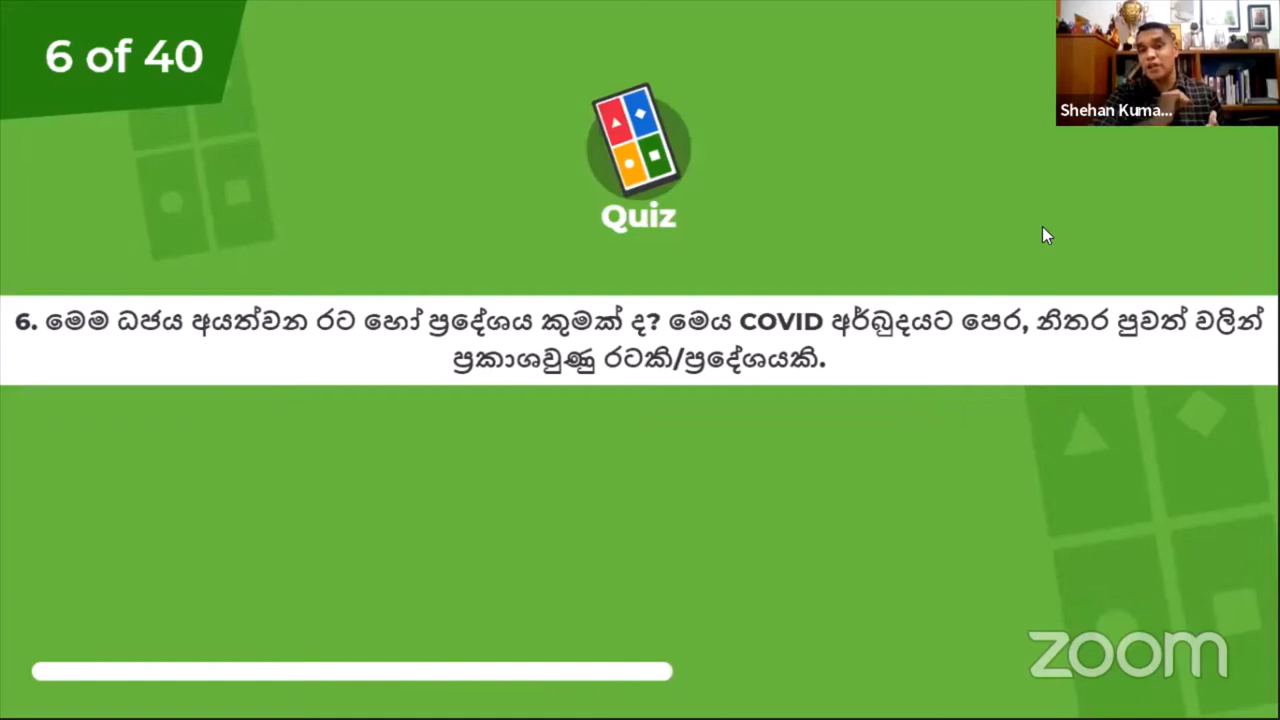 6 of 40
Shehan Kuma...
Quiz
6. මෙම ධජය අයත්වන රට හෝ ප්‍රදේශය කුමක් ද? මෙය COVID අර්බුදයට පෙර, නිතර පුවත් වලින්
ප්‍රකාශවුණු රටකි/ප්‍රදේශයකි.
zoom